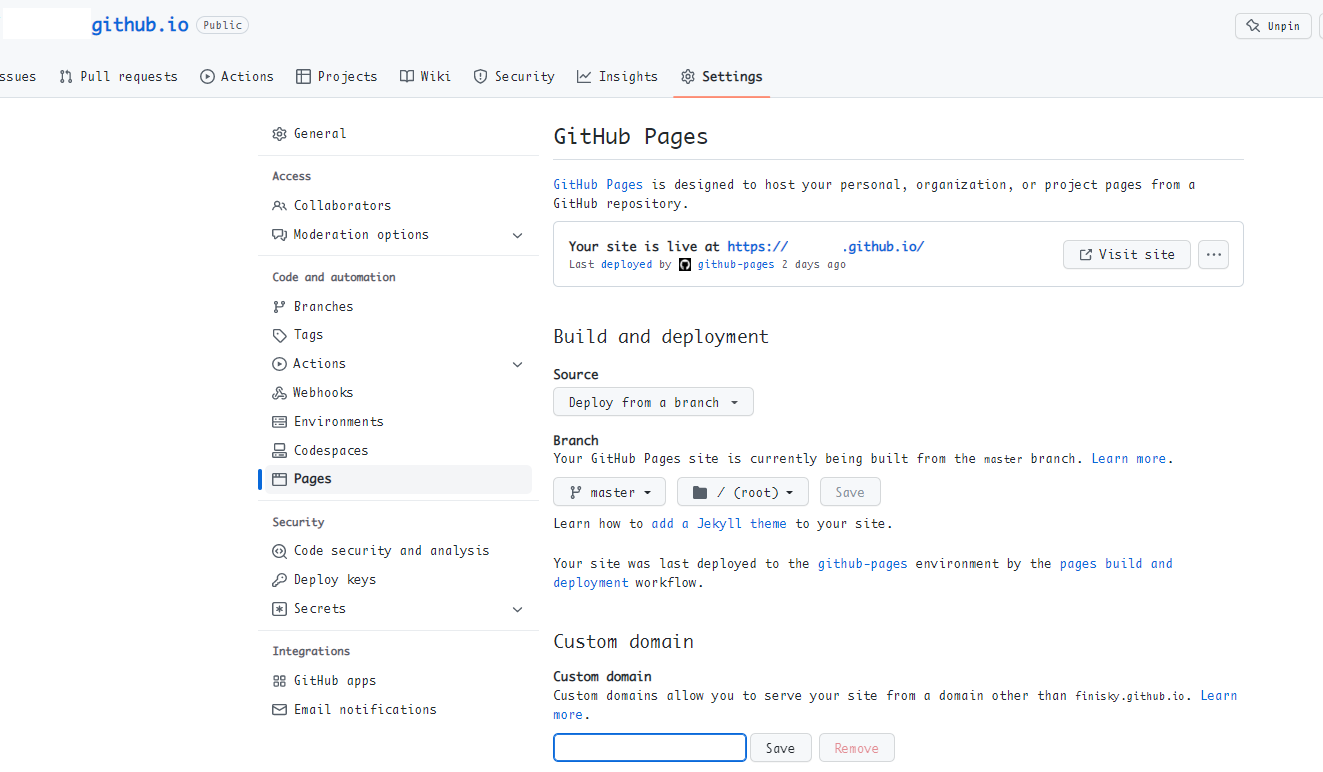 github.io Public
Unpin
ssues Pull requests Actions Projects Wiki Security Insights Settings
General
Access
Collaborators
Moderation options
Code and automation
Branches
Tags
Actions
Webhooks
Environments
Codespaces
Pages
Security
Code security and analysis
Deploy keys
Secrets
Integrations
GitHub apps
Email notifications
GitHub Pages
GitHub Pages is designed to host your personal, organization, or project pages from a
GitHub repository.
Your site is live at https:// .github.io/
Last deployed by github-pages 2 days ago
Visit site
Build and deployment
Source
Deploy from a branch
Branch
Your GitHub Pages site is currently being built from the master branch. Learn more.
master / (root) Save
Learn how to add a Jekyll theme to your site.
Your site was last deployed to the github-pages environment by the pages build and
deployment workflow.
Custom domain
Custom domain
Custom domains allow you to serve your site from a domain other than finisky.github.io. Learn
more.
Save Remove